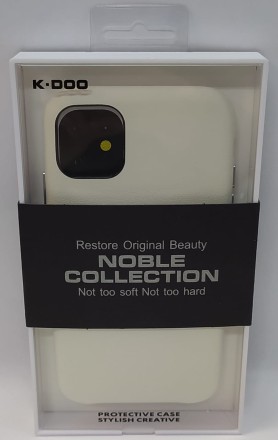 K·DOO
Restore Original Beauty
NOBLE
COLLECTION
Not too soft Not too hard
PROTECTIVE CASE
STYLISH CREATIVE